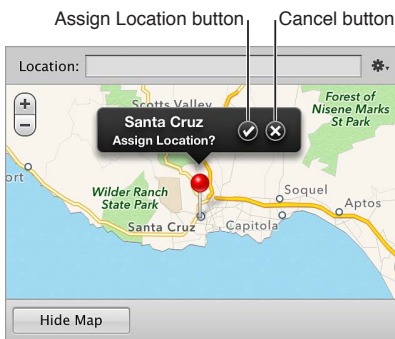 Assign Location button
Cancel button
Location:
Scotts Valley
Forest of
Nisene Marks
St Park
Santa Cruz
Assign Location?
Wilder Ranch
State Park
Soquel
Aptos
Santa Cruz
Capitola
ort
Hide Map